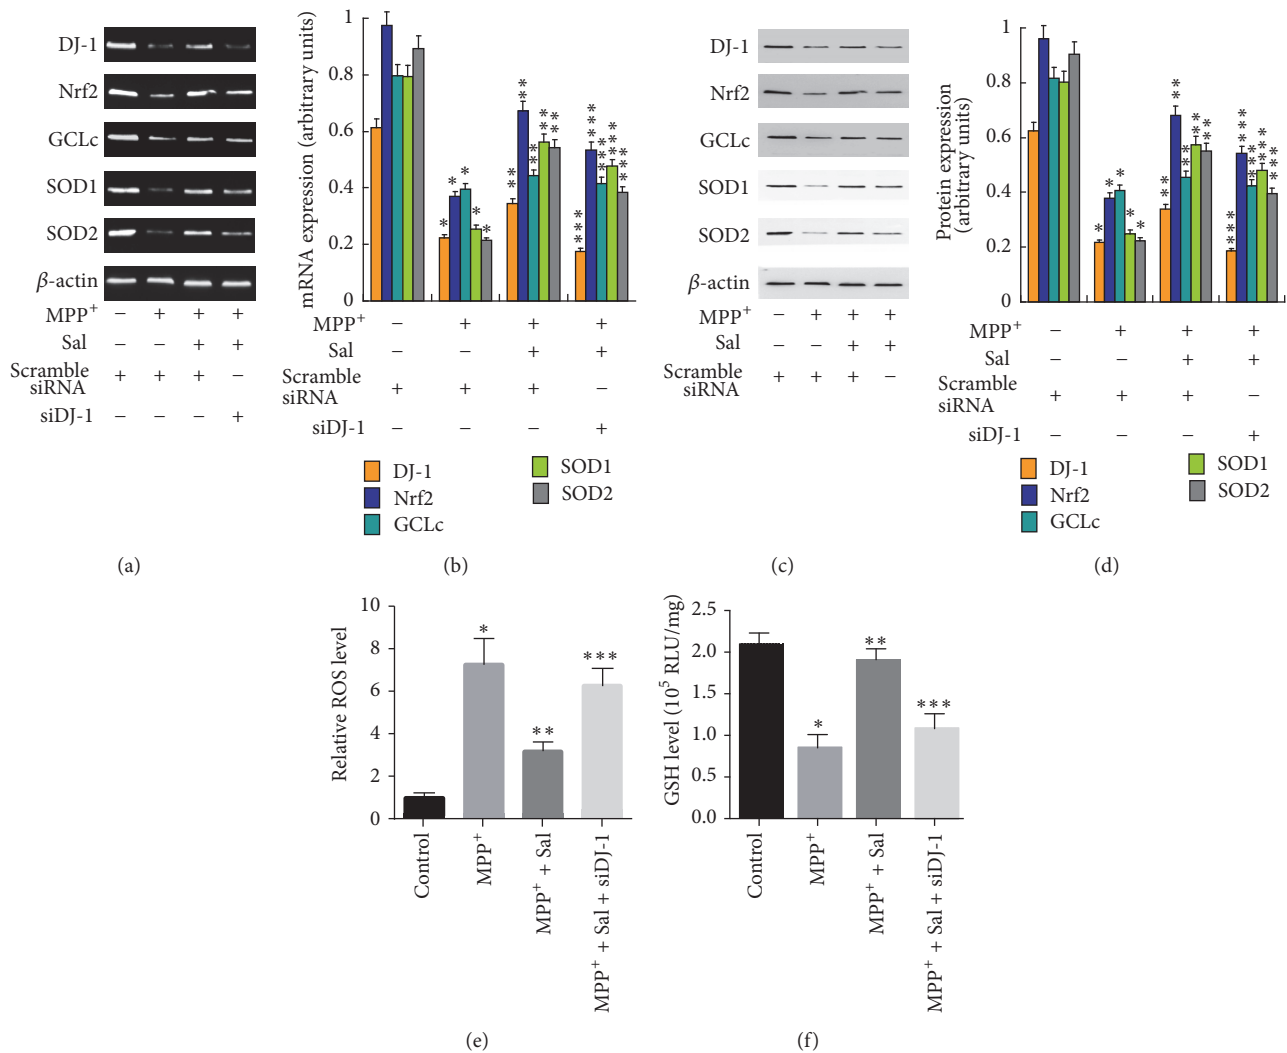 DJ-1
Nrf2
GCLc
SOD1
SOD2
β-actin
MPP+ − + + +
Sal − − + +
Scramble
siRNA + + + −
siDJ-1 − − − +
(a)
mRNA expression (arbitrary units)
1
0.8
0.6
0.4
0.2
1
* * * * *
** ** ** ** **
*** *** *** *** ***
MPP+ − + + +
Sal − − + +
Scramble
siRNA + + + −
siDJ-1 − − − +
DJ-1
Nrf2
GCLc
SOD1
SOD2
(b)
DJ-1
Nrf2
GCLc
SOD1
SOD2
β-actin
MPP+ − + + +
Sal − − + +
Scramble
siRNA + + + −
(c)
Protein expression
(arbitrary units)
1
0.8
0.6
0.4
0.2
0
* * * * *
** ** ** ** **
*** *** *** *** ***
MPP+ − + + +
Sal − − + +
Scramble
siRNA + + + −
siDJ-1 − − − +
DJ-1
Nrf2
GCLc
SOD1
SOD2
(d)
Relative ROS level
10
8
6
4
2
0
*
**
***
Control
MPP+
MPP+ + Sal
MPP+ + Sal + siDJ-1
(e)
GSH level (10^5 RLU/mg)
2.5
2.0
1.5
1.0
0.5
0.0
*
**
***
Control
MPP+
MPP+ + Sal
MPP+ + Sal + siDJ-1
(f)